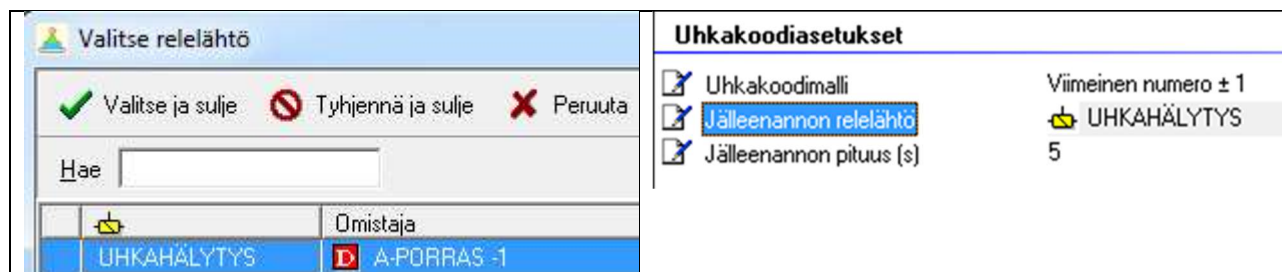 Valitse relelähtö
Valitse ja sulje Tyhjennä ja sulje Peruuta
Hae
Omistaja
UHKAHÄLYTYS D A-PORRAS -1
Uhkakoodiasetukset
Uhkakoodimalli Viimeinen numero ± 1
Jälleenannon relelähtö UHKAHÄLYTYS
Jälleenannon pituus (s) 5